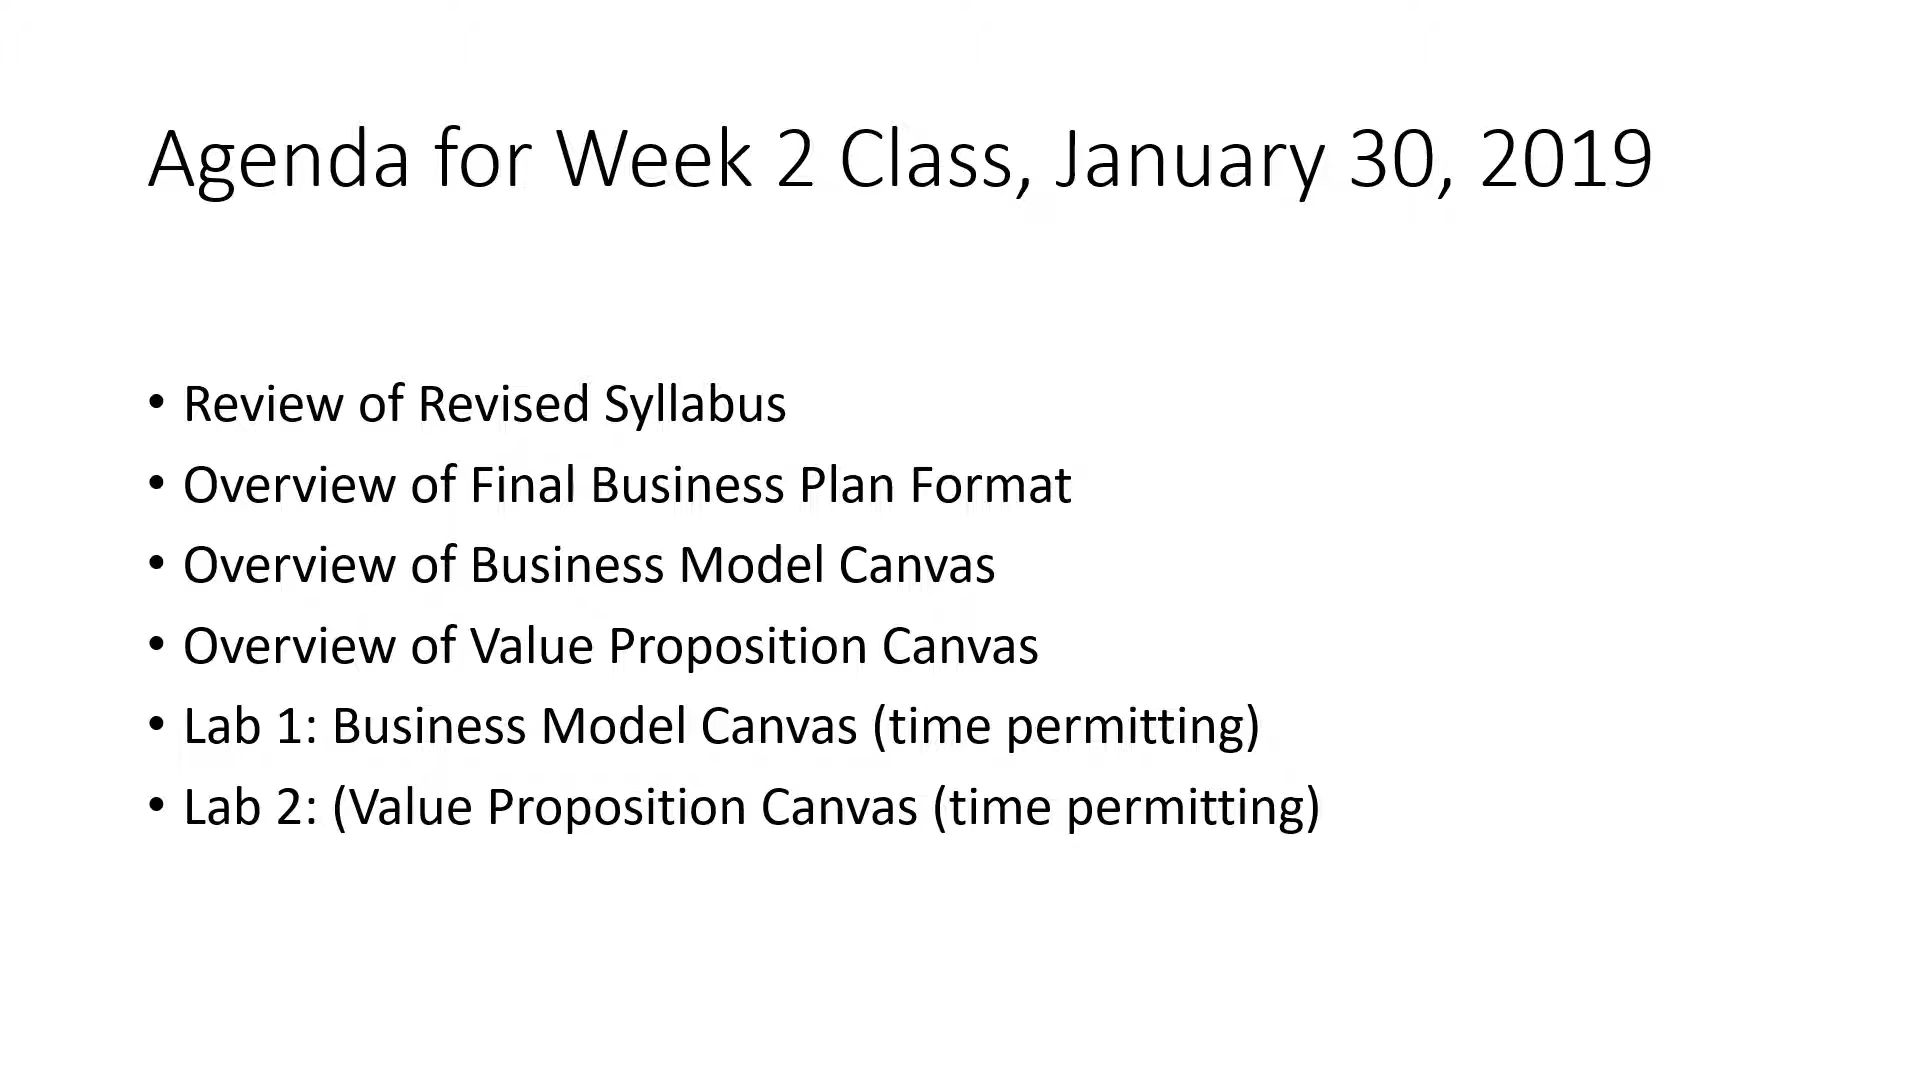 Agenda for Week 2 Class, January 30, 2019
• Review of Revised Syllabus
• Overview of Final Business Plan Format
• Overview of Business Model Canvas
• Overview of Value Proposition Canvas
• Lab 1: Business Model Canvas (time permitting)
• Lab 2: (Value Proposition Canvas (time permitting)